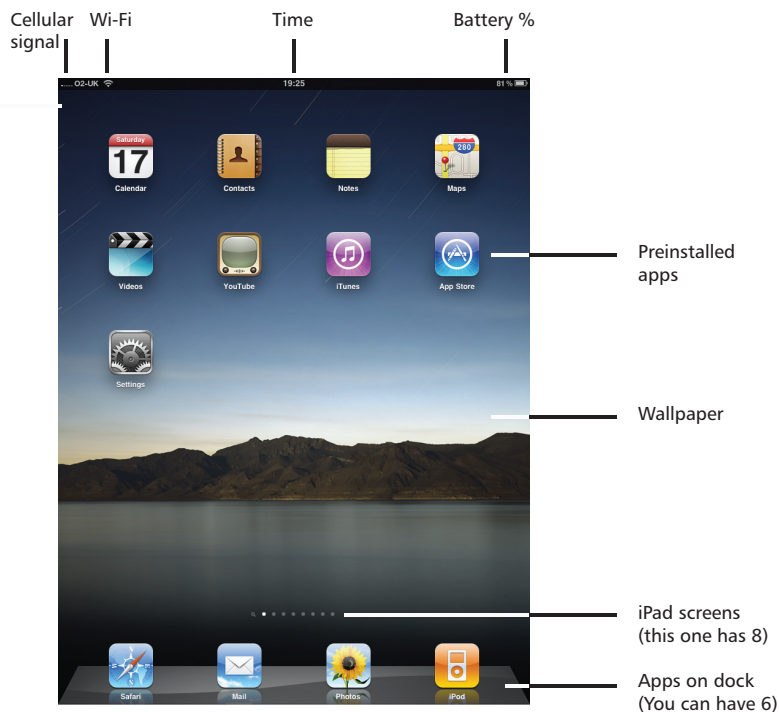 Cellular
signal
Wi-Fi
Time
Battery %
..... O2-UK
19:25
81 %
Saturday
17
Calendar
Contacts
Notes
280
Maps
Videos
YouTube
iTunes
App Store
Preinstalled
apps
Settings
Wallpaper
iPad screens
(this one has 8)
Safari
Mail
Photos
iPod
Apps on dock
(You can have 6)